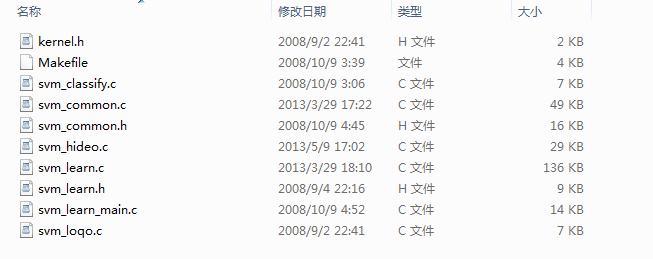 名称 修改日期 类型 大小
kernel.h 2008/9/2 22:41 H 文件 2 KB
Makefile 2008/10/9 3:39 文件 4 KB
svm_classify.c 2008/10/9 3:06 C 文件 7 KB
svm_common.c 2013/3/29 17:22 C 文件 49 KB
svm_common.h 2008/10/9 4:45 H 文件 16 KB
svm_hideo.c 2013/5/9 17:02 C 文件 29 KB
svm_learn.c 2013/3/29 18:10 C 文件 136 KB
svm_learn.h 2008/9/4 22:16 H 文件 9 KB
svm_learn_main.c 2008/10/9 4:52 C 文件 14 KB
svm_loqo.c 2008/9/2 22:41 C 文件 7 KB